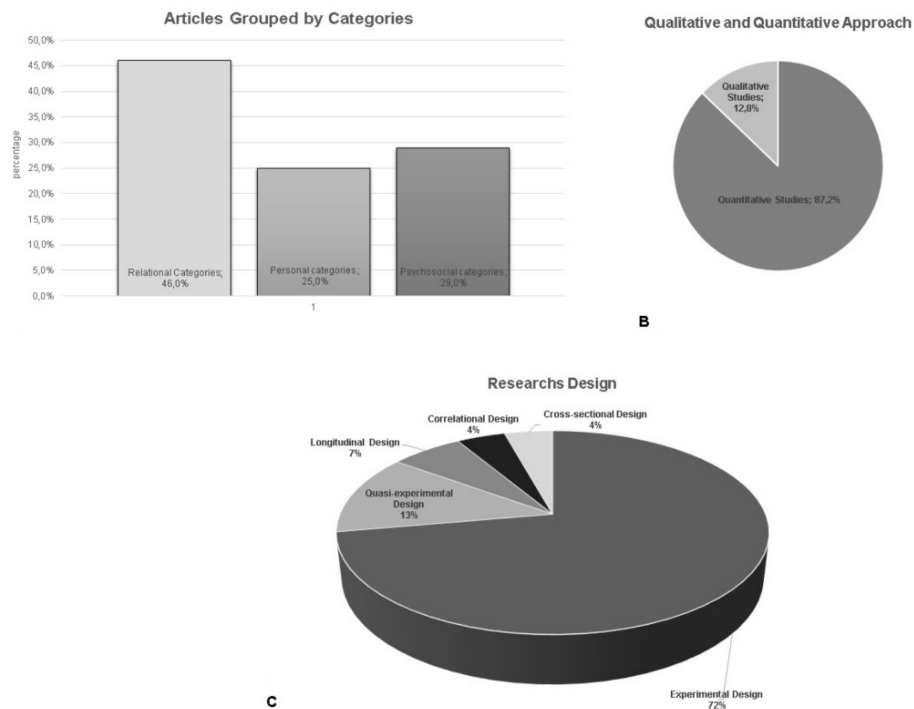 Articles Grouped by Categories
50,0%
45,0%
40,0%
35,0%
30,0%
25,0%
20,0%
15,0%
10,0%
5,0%
0,0%
percentage
Relational Categories;
46,0%
Personal categories;
25,0%
Psychosocial categories;
29,0%
1
Qualitative and Quantitative Approach
Qualitative
Studies;
12,8%
Quantitative Studies; 87,2%
B
Researchs Design
Correlational Design
4%
Cross-sectional Design
4%
Longitudinal Design
7%
Quasi-experimental
Design
13%
Experimental Design
72%
C